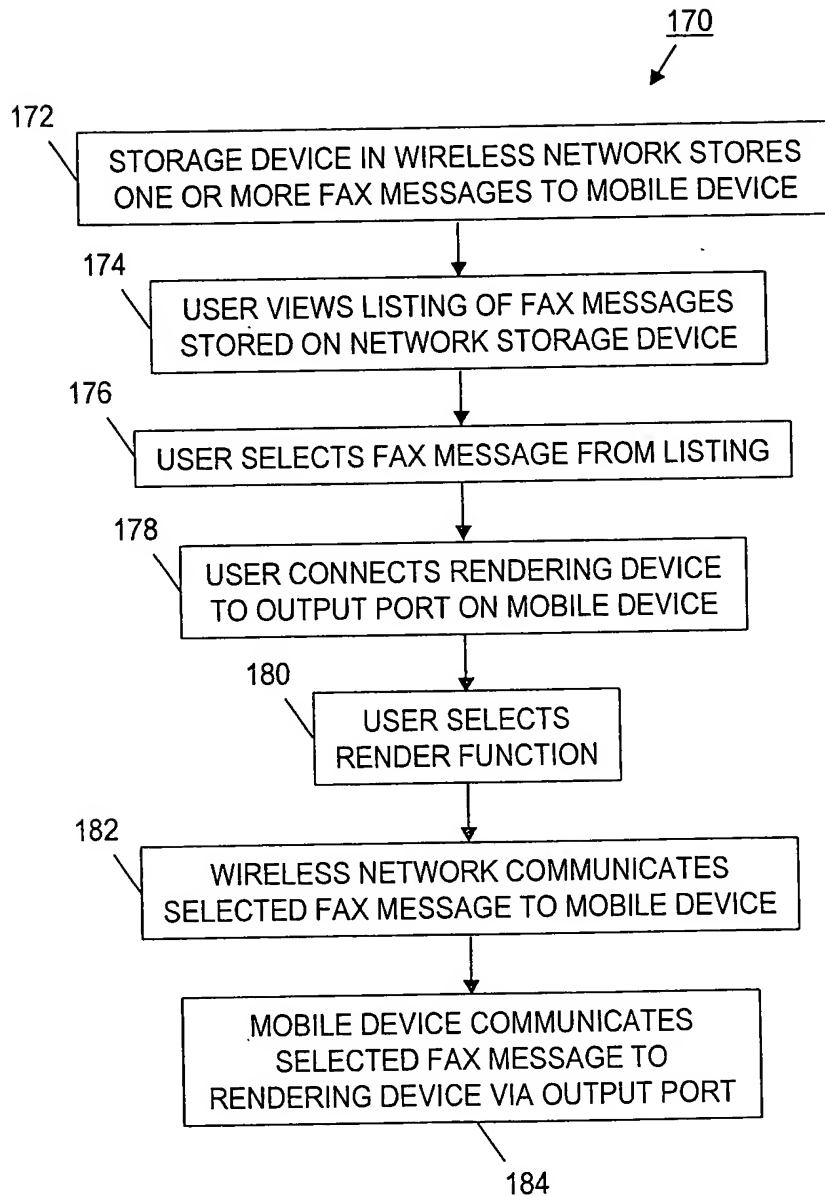 170
172
STORAGE DEVICE IN WIRELESS NETWORK STORES
ONE OR MORE FAX MESSAGES TO MOBILE DEVICE
174
USER VIEWS LISTING OF FAX MESSAGES
STORED ON NETWORK STORAGE DEVICE
176
USER SELECTS FAX MESSAGE FROM LISTING
178
USER CONNECTS RENDERING DEVICE
TO OUTPUT PORT ON MOBILE DEVICE
180
USER SELECTS
RENDER FUNCTION
182
WIRELESS NETWORK COMMUNICATES
SELECTED FAX MESSAGE TO MOBILE DEVICE
MOBILE DEVICE COMMUNICATES
SELECTED FAX MESSAGE TO
RENDERING DEVICE VIA OUTPUT PORT
184